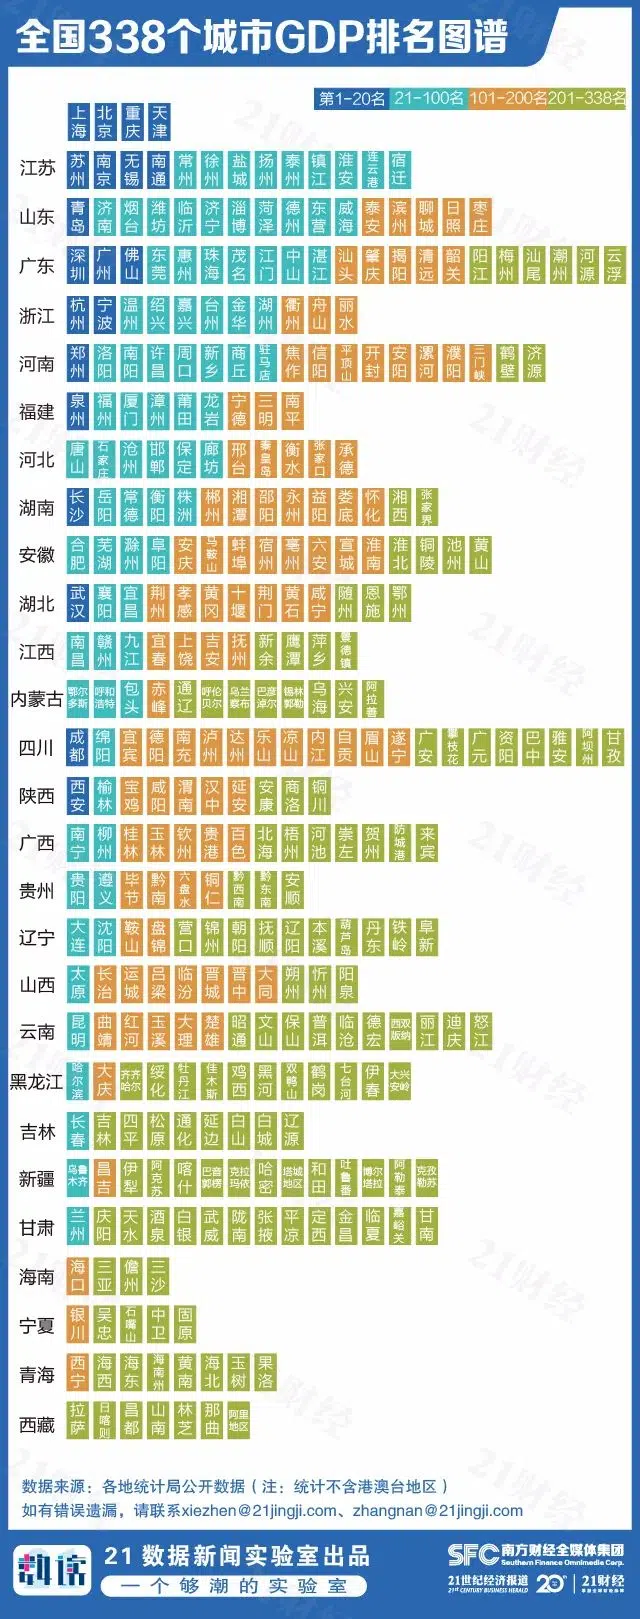 全国338个城市GDP排名图谱
第1-20名 21-100名 101-200名 201-338名
上海 北京 重庆 天津
江苏 苏州 南京 无锡 南通 常州 徐州 盐城 扬州 泰州 镇江 淮安 连云港 宿迁
山东 青岛 济南 烟台 潍坊 临沂 济宁 淄博 菏泽 德州 东营 威海 泰安 滨州 聊城 日照 枣庄
广东 深圳 广州 佛山 东莞 惠州 珠海 茂名 江门 中山 湛江 汕头 肇庆 揭阳 清远 韶关 阳江 梅州 汕尾 潮州 河源 云浮
浙江 杭州 宁波 温州 绍兴 嘉兴 台州 金华 湖州 衢州 舟山 丽水
河南 郑州 洛阳 南阳 许昌 周口 新乡 商丘 驻马店 焦作 信阳 平顶山 开封 安阳 漯河 濮阳 三门峡 鹤壁 济源
福建 泉州 福州 厦门 漳州 莆田 龙岩 宁德 三明 南平
河北 唐山 石家庄 沧州 邯郸 保定 廊坊 邢台 秦皇岛 衡水 张家口 承德
湖南 长沙 岳阳 常德 衡阳 株洲 郴州 湘潭 邵阳 永州 益阳 娄底 怀化 湘西 张家界
安徽 合肥 芜湖 滁州 阜阳 安庆 马鞍山 蚌埠 宿州 亳州 六安 宣城 淮南 淮北 铜陵 池州 黄山
湖北 武汉 襄阳 宜昌 荆州 孝感 黄冈 十堰 荆门 黄石 咸宁 随州 恩施 鄂州
江西 南昌 赣州 九江 宜春 上饶 吉安 抚州 新余 鹰潭 萍乡 景德镇
内蒙古 鄂尔多斯 呼和浩特 包头 赤峰 通辽 呼伦贝尔 乌兰察布 巴彦淖尔 锡林郭勒 乌海 兴安 阿拉善
四川 成都 绵阳 宜宾 德阳 南充 泸州 达州 乐山 凉山 内江 自贡 眉山 遂宁 广安 攀枝花 广元 资阳 巴中 雅安 阿坝州 甘孜
陕西 西安 榆林 宝鸡 咸阳 渭南 汉中 延安 安康 商洛 铜川
广西 南宁 柳州 桂林 玉林 钦州 贵港 百色 北海 梧州 河池 崇左 贺州 防城港 来宾
贵州 贵阳 遵义 毕节 黔南 六盘水 铜仁 黔西南 黔东南 安顺
辽宁 大连 沈阳 鞍山 盘锦 营口 锦州 朝阳 抚顺 辽阳 本溪 葫芦岛 丹东 铁岭 阜新
山西 太原 长治 运城 吕梁 临汾 晋城 晋中 大同 朔州 忻州 阳泉
云南 昆明 曲靖 红河 玉溪 大理 楚雄 昭通 文山 保山 普洱 临沧 德宏 西双版纳 丽江 迪庆 怒江
黑龙江 哈尔滨 大庆 齐齐哈尔 绥化 牡丹江 佳木斯 鸡西 黑河 双鸭山 鹤岗 七台河 伊春 大兴安岭
吉林 长春 吉林 四平 松原 通化 延边 白山 白城 辽源
新疆 乌鲁木齐 昌吉 伊犁 阿克苏 喀什 巴音郭楞 克拉玛依 哈密 塔城地区 和田 吐鲁番 博尔塔拉 阿勒泰 克孜勒苏
甘肃 兰州 庆阳 天水 酒泉 白银 武威 陇南 张掖 平凉 定西 金昌 临夏 嘉峪关 甘南
海南 海口 三亚 儋州 三沙
宁夏 银川 吴忠 石嘴山 中卫 固原
青海 西宁 海西 海东 海南州 黄南 海北 玉树 果洛
西藏 拉萨 日喀则 昌都 山南 林芝 那曲 阿里地区
数据来源：各地统计局公开数据（注：统计不含港澳台地区）
如有错误遗漏，请联系xiezhen@21jingji.com、zhangnan@21jingji.com
21数据新闻实验室出品
一个够潮的实验室
SFC 南方财经全媒体集团
Southern Finance Omnimedia Corp.
21世纪经济报道 20 21财经
21ST CENTURY BUSINESS HERALD
21财经